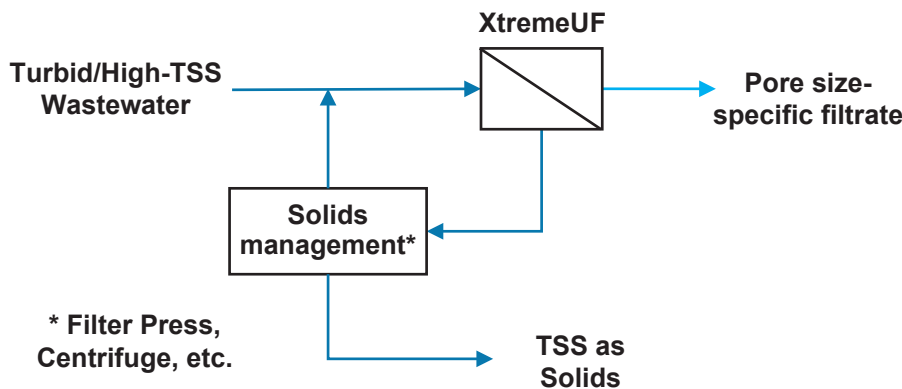 XtremeUF
Turbid/High-TSS
Wastewater
Pore size-
specific filtrate
Solids
management*
* Filter Press,
Centrifuge, etc.
TSS as
Solids